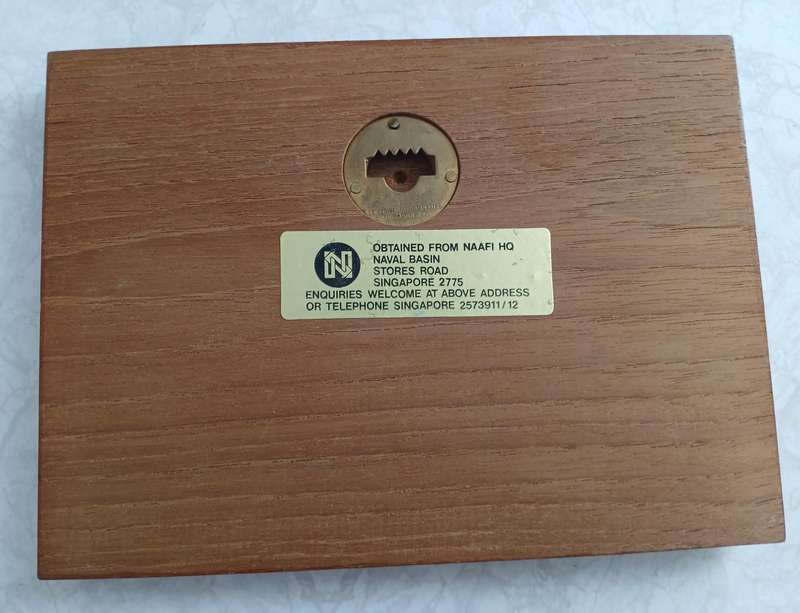 N
OBTAINED FROM NAAFI HQ
NAVAL BASIN
STORES ROAD
SINGAPORE 2775
ENQUIRIES WELCOME AT ABOVE ADDRESS
OR TELEPHONE SINGAPORE 2573911/12